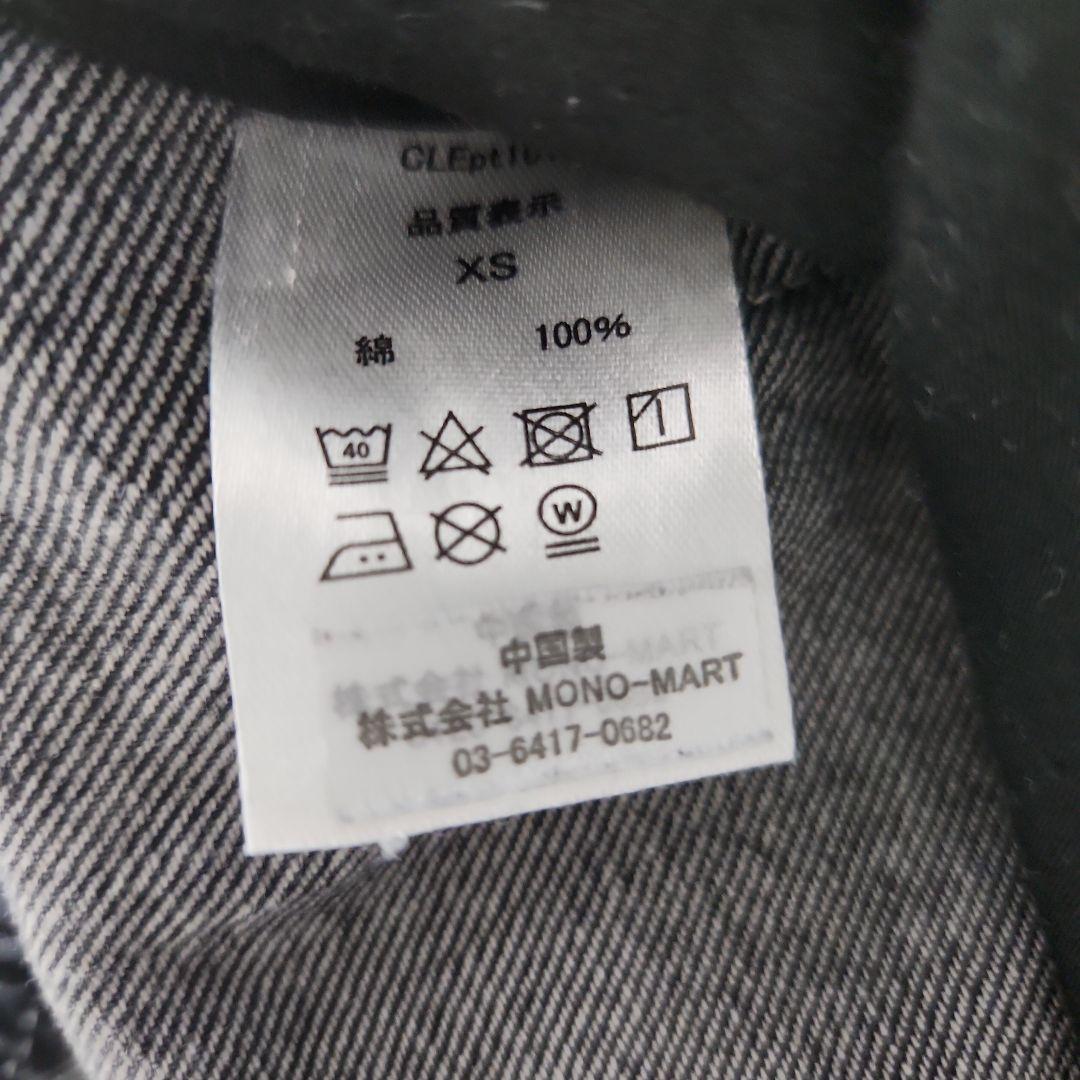 品質表示
XS
綿 100%
40
W
中国製
株式会社 MONO-MART
03-6417-0682